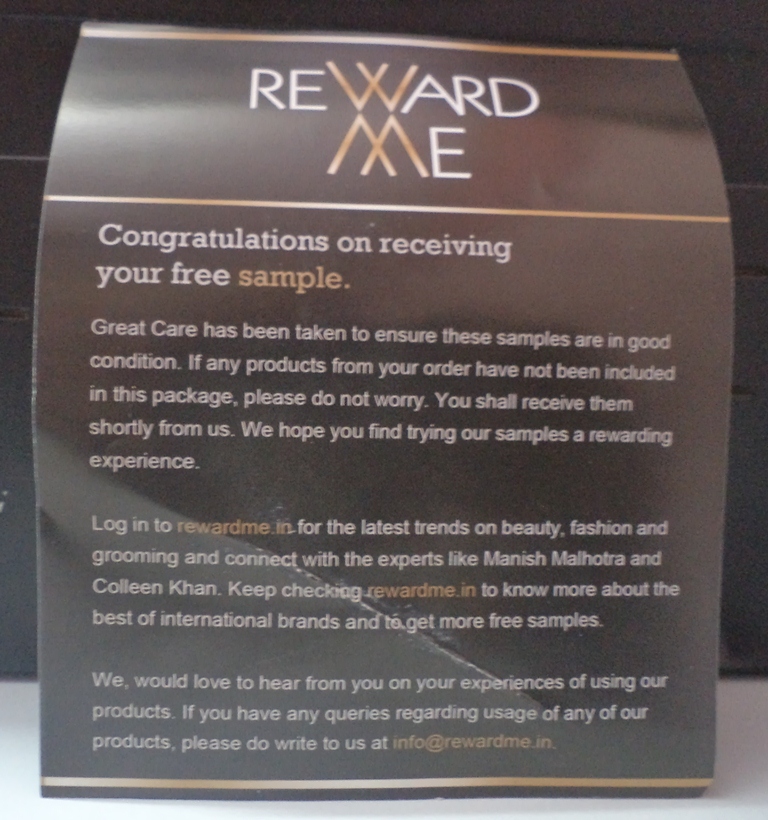 REWARD
ME
Congratulations on receiving
your free sample.
Great Care has been taken to ensure these samples are in good
condition. If any products from your order have not been included
in this package, please do not worry. You shall receive them
shortly from us. We hope you find trying our samples a rewarding
experience.
Log in to rewardme.in for the latest trends on beauty, fashion and
grooming and connect with the experts like Manish Malhotra and
Colleen Khan. Keep checking rewardme.in to know more about the
best of international brands and to get more free samples.
We, would love to hear from you on your experiences of using our
products. If you have any queries regarding usage of any of our
products, please do write to us at info@rewardme.in.